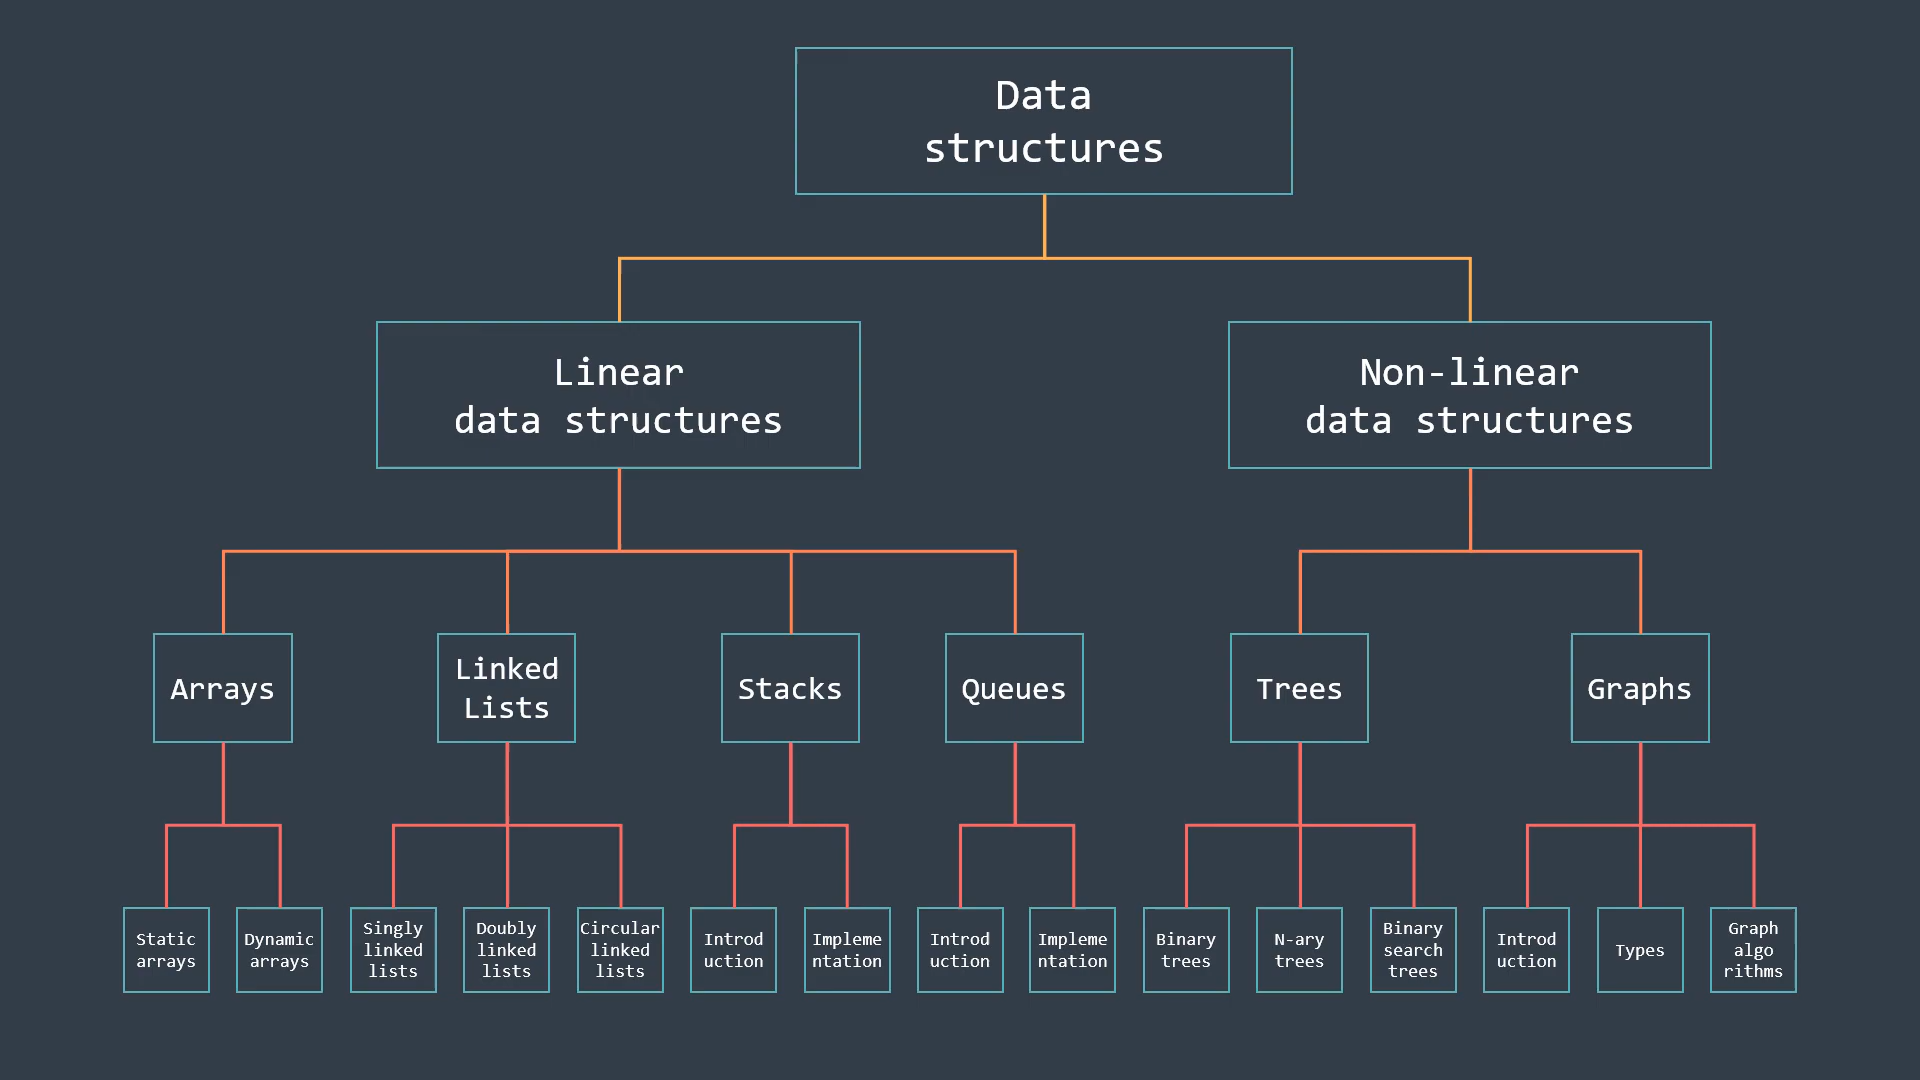 Data
structures
Linear
data structures
Non-linear
data structures
Arrays
Linked
Lists
Stacks
Queues
Trees
Graphs
Static
arrays
Dynamic
arrays
Singly
linked
lists
Doubly
linked
lists
Circular
linked
lists
Introd
uction
Impleme
ntation
Introd
uction
Impleme
ntation
Binary
trees
N-ary
trees
Binary
search
trees
Introd
uction
Types
Graph
algo
rithms